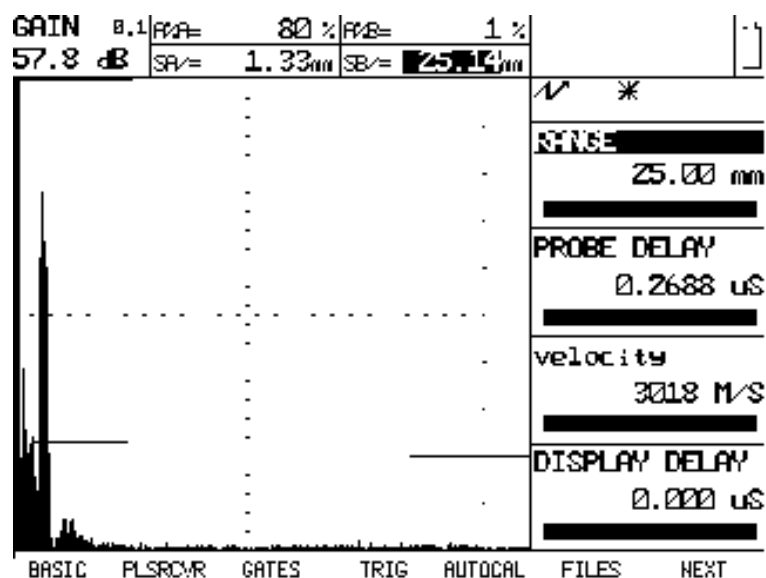 GAIN 0.1 A%A= 80 % A%B= 1 %
57.8 dB SA/= 1.33mm SB/= 25.14mm
RANGE
25.00 mm
PROBE DELAY
0.2688 uS
velocity
3018 M/S
DISPLAY DELAY
0.000 uS
BASIC PLSRCVR GATES TRIG AUTOCAL FILES NEXT